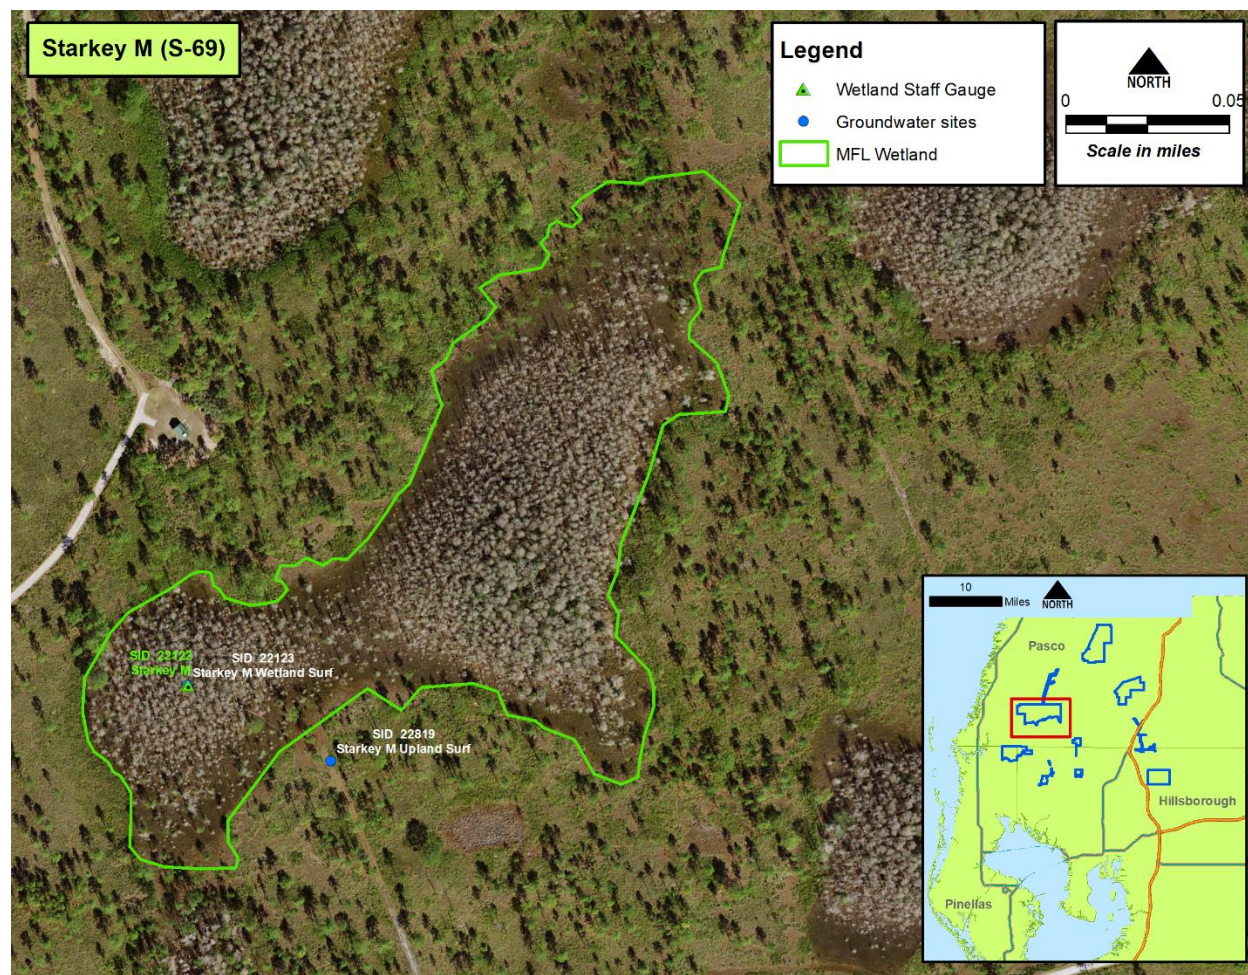 Starkey M (S-69)
Legend
Wetland Staff Gauge
Groundwater sites
MFL Wetland
NORTH
0 0.05
Scale in miles
SID 22122
Starkey M
SID 22123
Starkey M Wetland Surf
SID 22819
Starkey M Upland Surf
10
Miles
NORTH
Pasco
Hillsborough
Pinellas